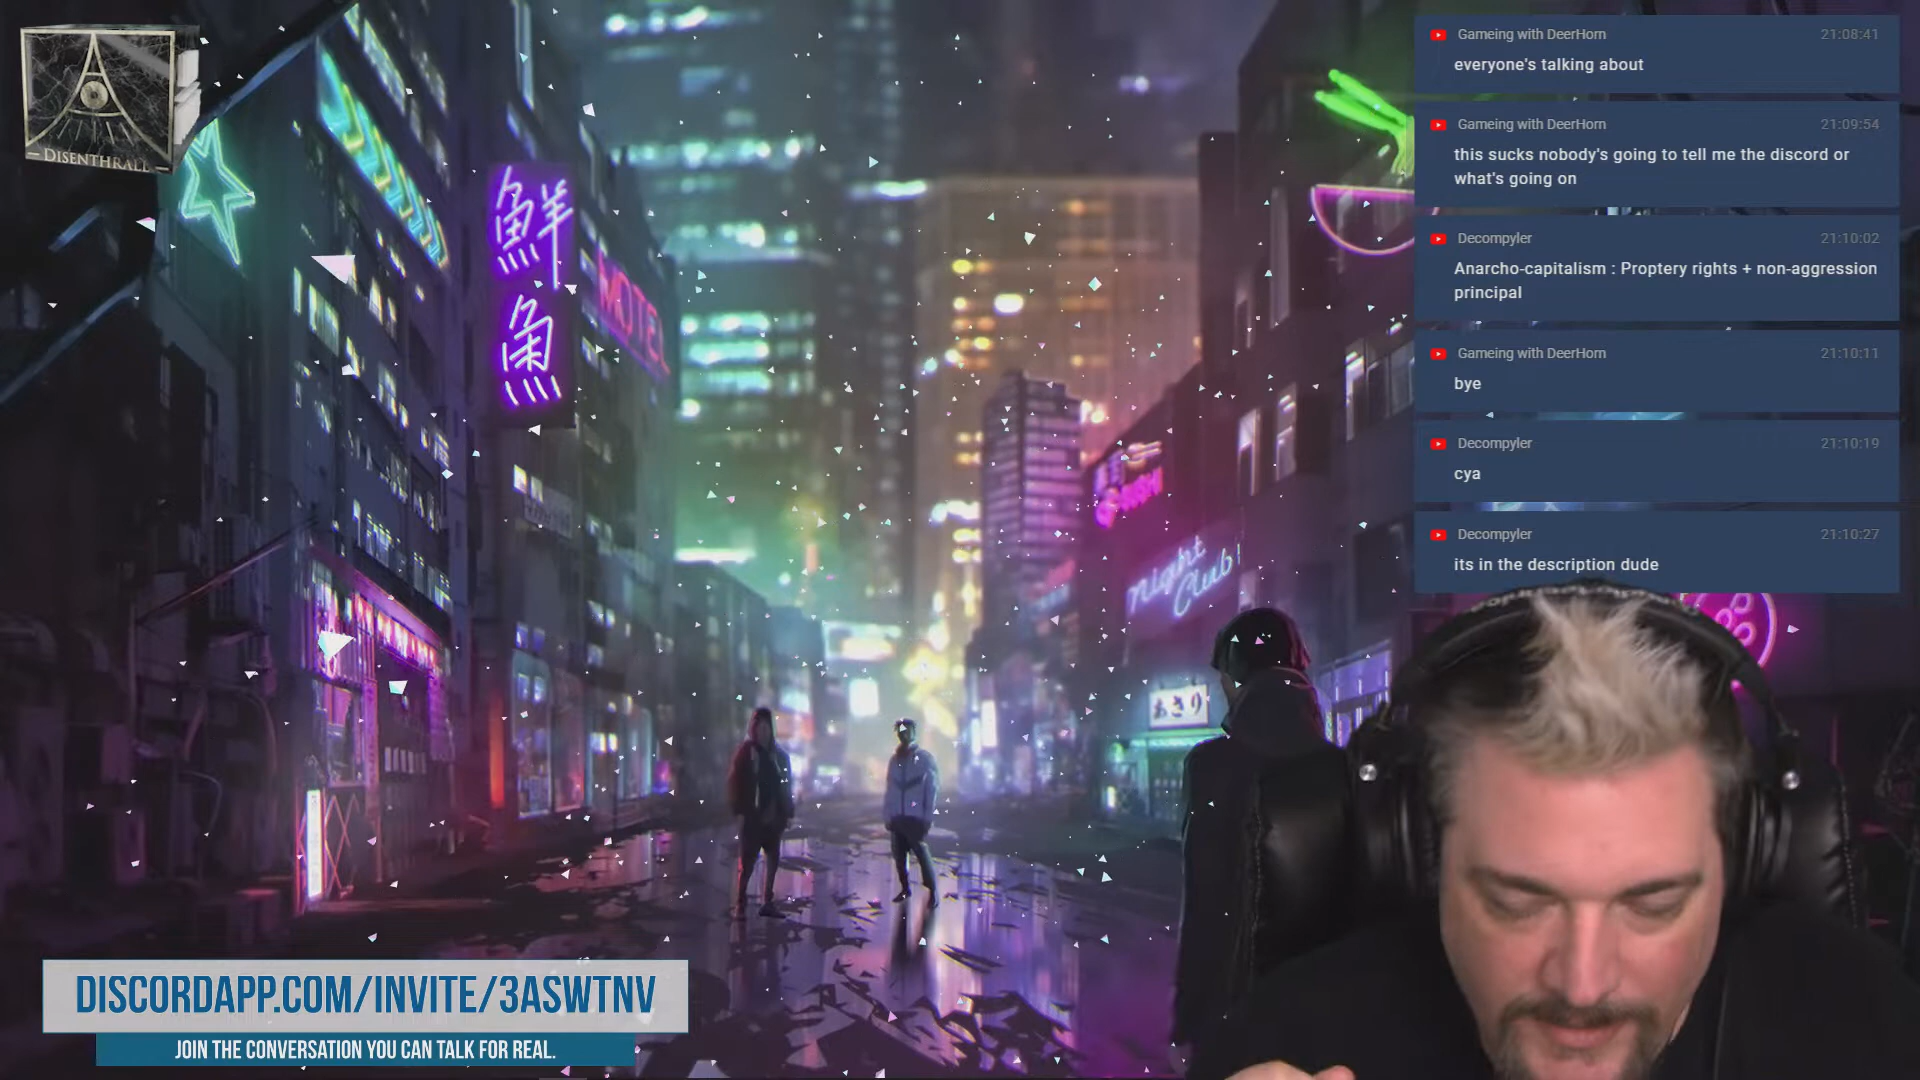 DISENTHRALL
鮮
魚
MOTEL
night
Club!
あさり
Gameing with DeerHorn 21:08:41
everyone's talking about
Gameing with DeerHorn 21:09:54
this sucks nobody's going to tell me the discord or
what's going on
Decompyler 21:10:02
Anarcho-capitalism : Proptery rights + non-aggression
principal
Gameing with DeerHorn 21:10:11
bye
Decompyler 21:10:19
cya
Decompyler 21:10:27
its in the description dude
DISCORDAPP.COM/INVITE/3ASWTNV
JOIN THE CONVERSATION YOU CAN TALK FOR REAL.